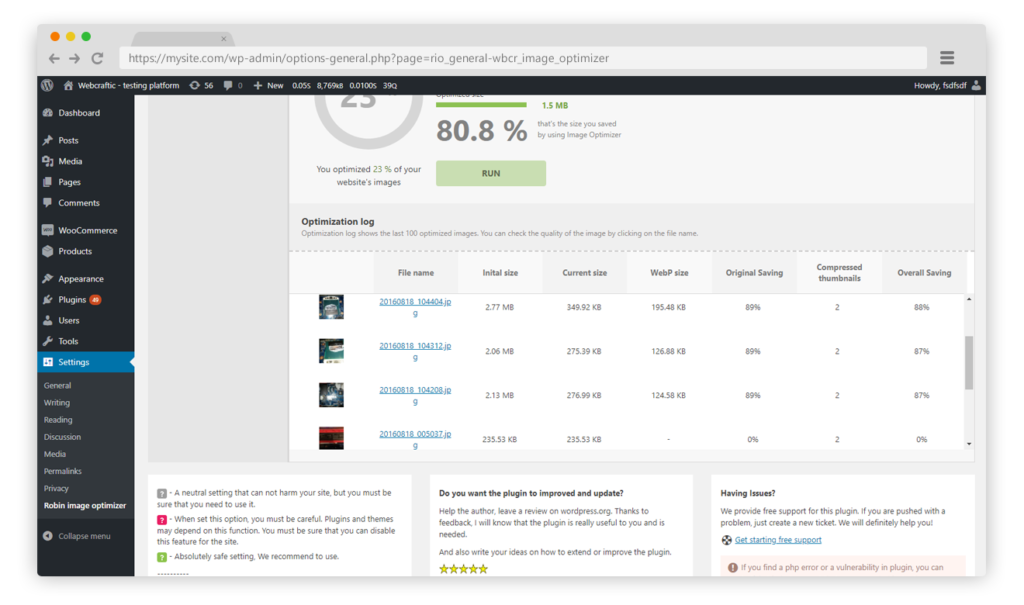 https://mysite.com/wp-admin/options-general.php?page=rio_general-wbcr_image_optimizer
Webcraftic - testing platform 56 0 New 0.05S 8,769кв 0.0100S 39Q Howdy, fsdfsdf
Dashboard
Posts
Media
Pages
Comments
WooCommerce
Products
Appearance
Plugins 49
Users
Tools
Settings
General
Writing
Reading
Discussion
Media
Permalinks
Privacy
Robin image optimizer
Collapse menu
23
Optimized size
1.5 MB
80.8 %
that's the size you saved
by using Image Optimizer
You optimized 23 % of your
website's images
RUN
Optimization log
Optimization log shows the last 100 optimized images. You can check the quality of the image by clicking on the file name.
File name Inital size Current size WebP size Original Saving Compressed thumbnails Overall Saving
20160818_104404.jp
g
2.77 MB 349.92 KB 195.48 KB 89% 2 88%
20160818_104312.jp
g
2.06 MB 275.39 KB 126.88 KB 89% 2 87%
20160818_104208.jp
g
2.13 MB 276.99 KB 124.58 KB 89% 2 87%
20160818_005037.jp
g
235.53 KB 235.53 KB - 0% 2 0%
? - A neutral setting that can not harm your site, but you must be
sure that you need to use it.
? - When set this option, you must be careful. Plugins and themes
may depend on this function. You must be sure that you can disable
this feature for the site.
? - Absolutely safe setting, We recommend to use.
----------
Do you want the plugin to improved and update?
Help the author, leave a review on wordpress.org. Thanks to
feedback, I will know that the plugin is really useful to you and is
needed.
And also write your ideas on how to extend or improve the plugin.
Having Issues?
We provide free support for this plugin. If you are pushed with a
problem, just create a new ticket. We will definitely help you!
Get starting free support
If you find a php error or a vulnerability in plugin, you can